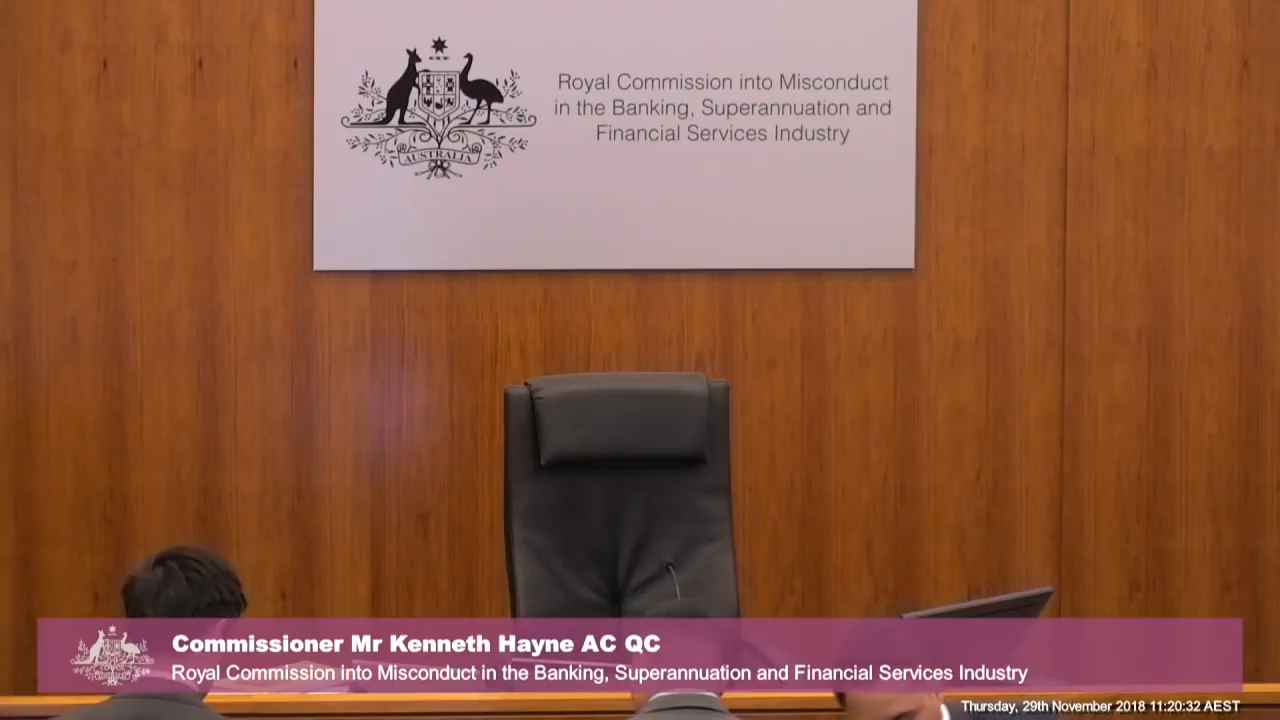 Royal Commission into Misconduct
in the Banking, Superannuation and
Financial Services Industry
AUSTRALIA
Commissioner Mr Kenneth Hayne AC QC
Royal Commission into Misconduct in the Banking, Superannuation and Financial Services Industry
Thursday, 29th November 2018 11:20:32 AEST